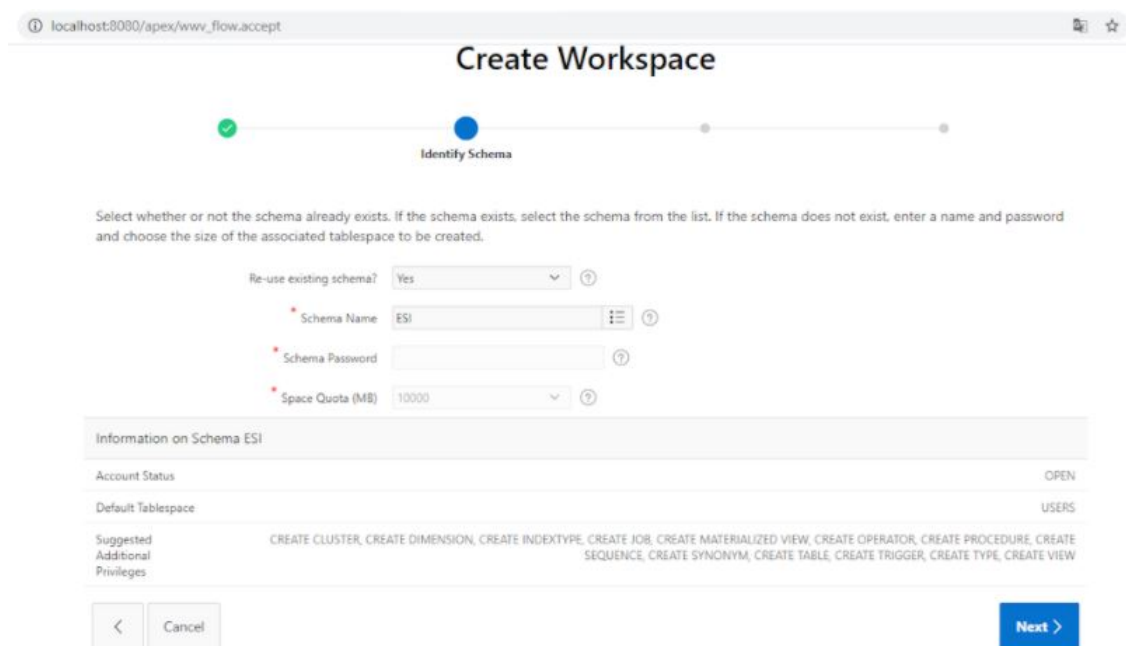 localhost:8080/apex/wwv_flow.accept
Create Workspace
Identify Schema
Select whether or not the schema already exists. If the schema exists, select the schema from the list. If the schema does not exist, enter a name and password
and choose the size of the associated tablespace to be created.
Re-use existing schema? Yes
* Schema Name ESI
* Schema Password
* Space Quota (MB) 10000
Information on Schema ESI
Account Status OPEN
Default Tablespace USERS
Suggested Additional Privileges CREATE CLUSTER, CREATE DIMENSION, CREATE INDEXTYPE, CREATE JOB, CREATE MATERIALIZED VIEW, CREATE OPERATOR, CREATE PROCEDURE, CREATE
SEQUENCE, CREATE SYNONYM, CREATE TABLE, CREATE TRIGGER, CREATE TYPE, CREATE VIEW
Cancel
Next